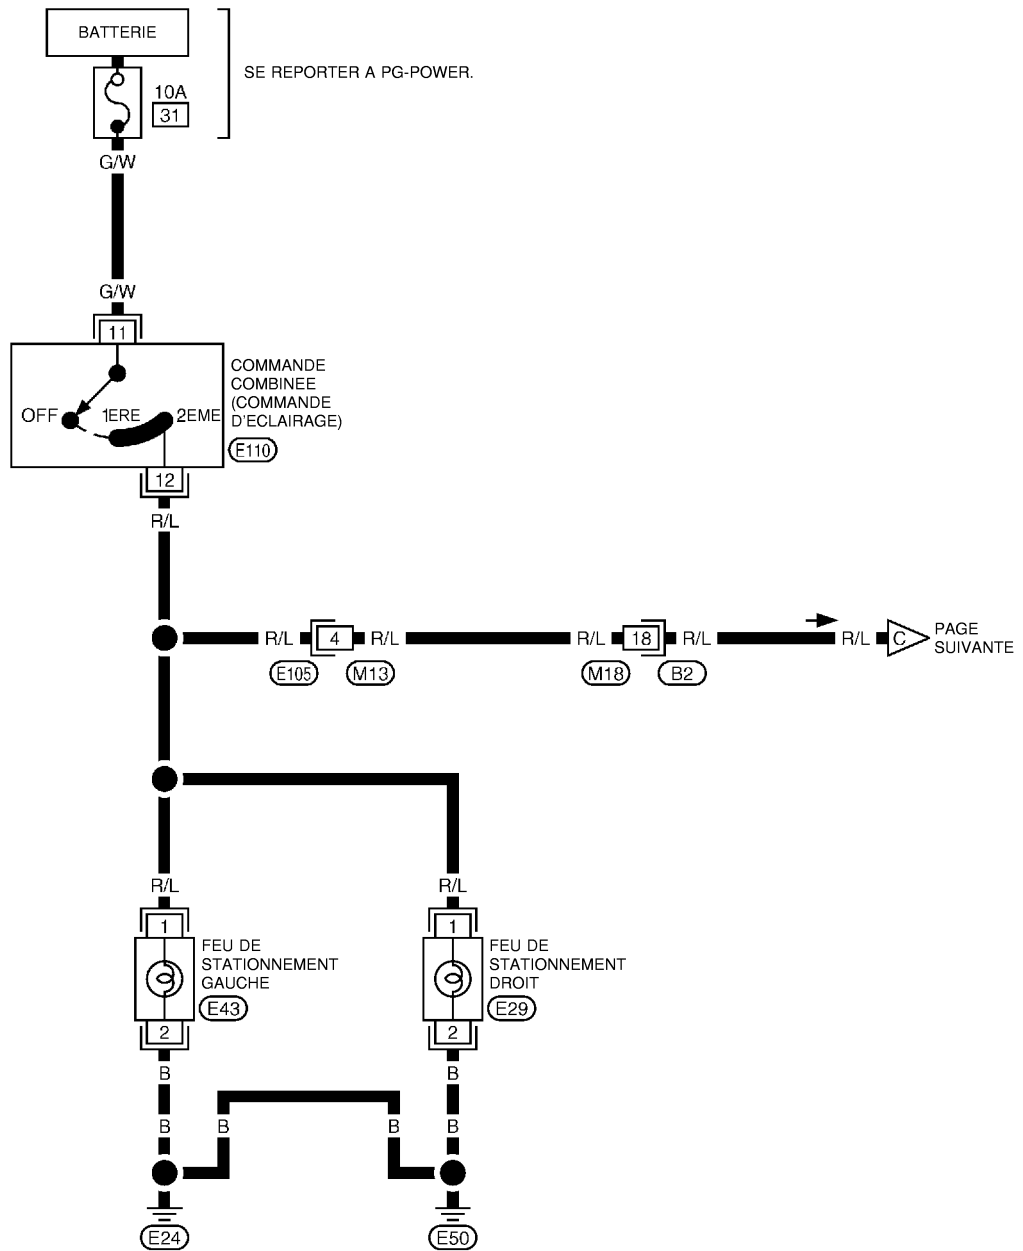 BATTERIE
SE REPORTER A PG-POWER.
10A
31
G/W
G/W
11
COMMANDE
COMBINEE
(COMMANDE
D'ECLAIRAGE)
OFF 1ERE 2EME
E110
12
R/L
R/L 4 R/L R/L 18 R/L R/L C PAGE
SUIVANTE
E105 M13 M18 B2
R/L R/L
1 1
FEU DE
STATIONNEMENT
GAUCHE
E43
FEU DE
STATIONNEMENT
DROIT
E29
2 2
B B
B B B B
E24 E50